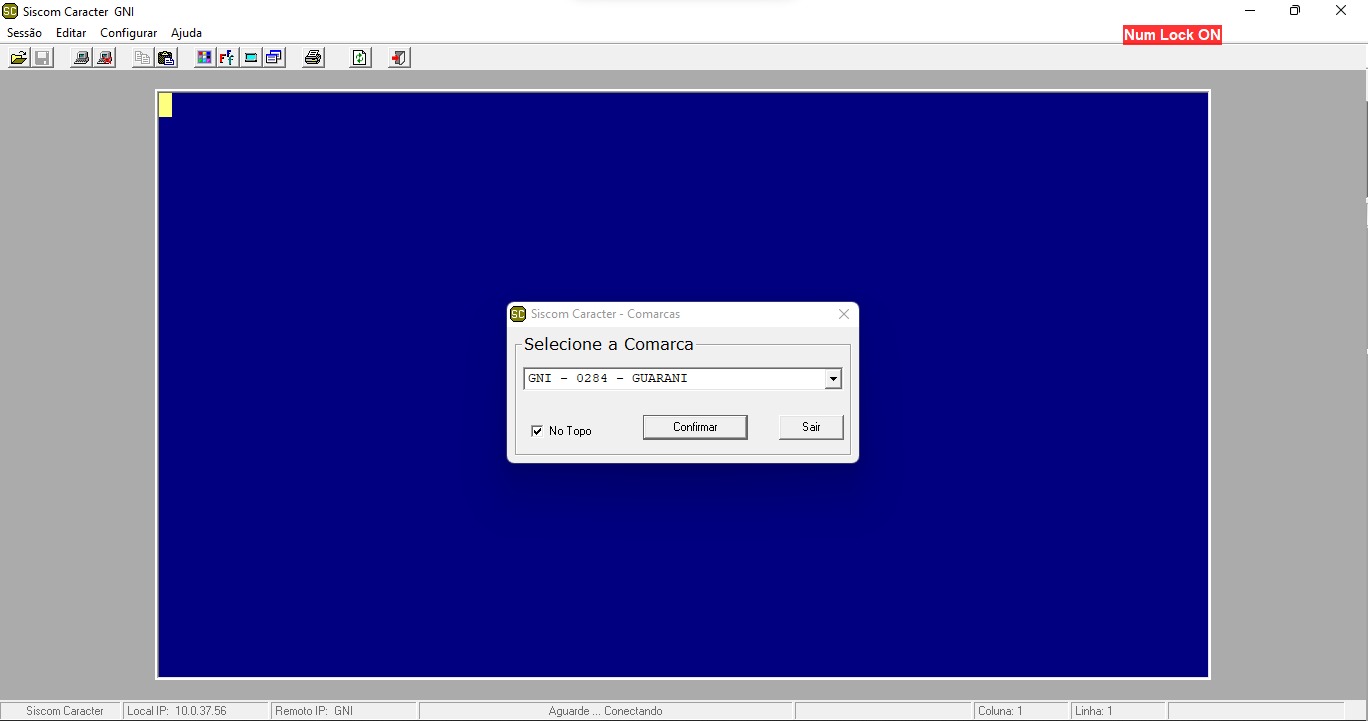 Siscom Caracter GNI
Sessão Editar Configurar Ajuda
Num Lock ON
Siscom Caracter - Comarcas
Selecione a Comarca
GNI - 0284 - GUARANI
No Topo Confirmar Sair
Siscom Caracter Local IP: 10.0.37.56 Remoto IP: GNI Aguarde ... Conectando Coluna: 1 Linha: 1